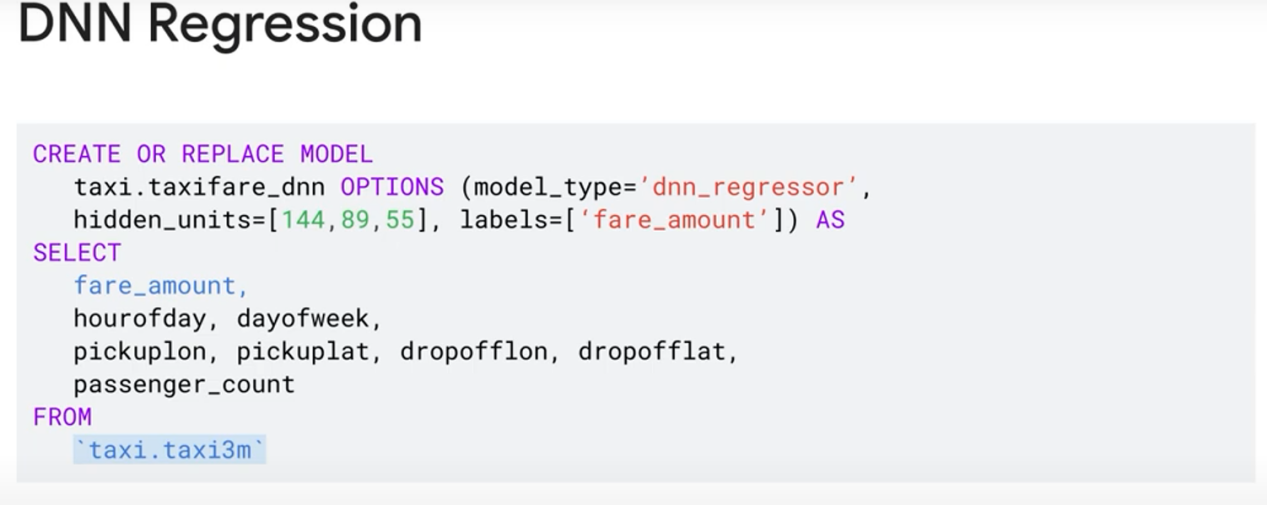 DNN Regression
CREATE OR REPLACE MODEL
taxi.taxifare_dnn OPTIONS (model_type=’dnn_regressor’,
hidden_units=[144,89,55], labels=[‘fare_amount’]) AS
SELECT
fare_amount,
hourofday, dayofweek,
pickuplon, pickuplat, dropofflon, dropofflat,
passenger_count
FROM
`taxi.taxi3m`